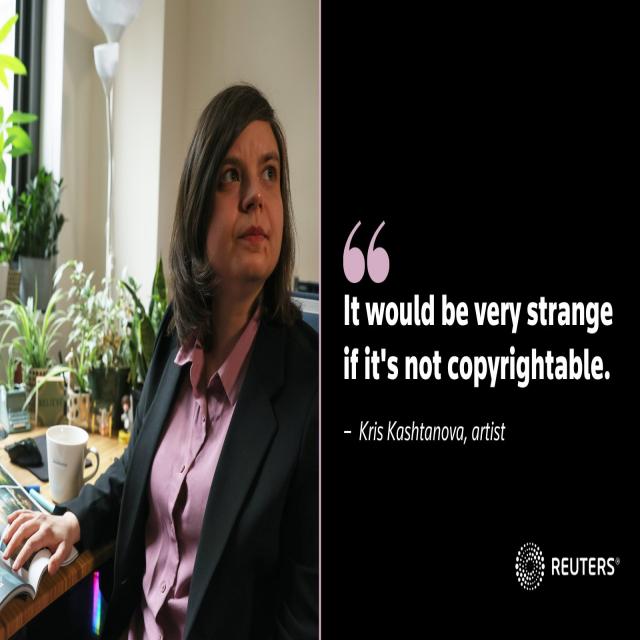 It would be very strange
if it's not copyrightable.
– Kris Kashtanova, artist
REUTERS®